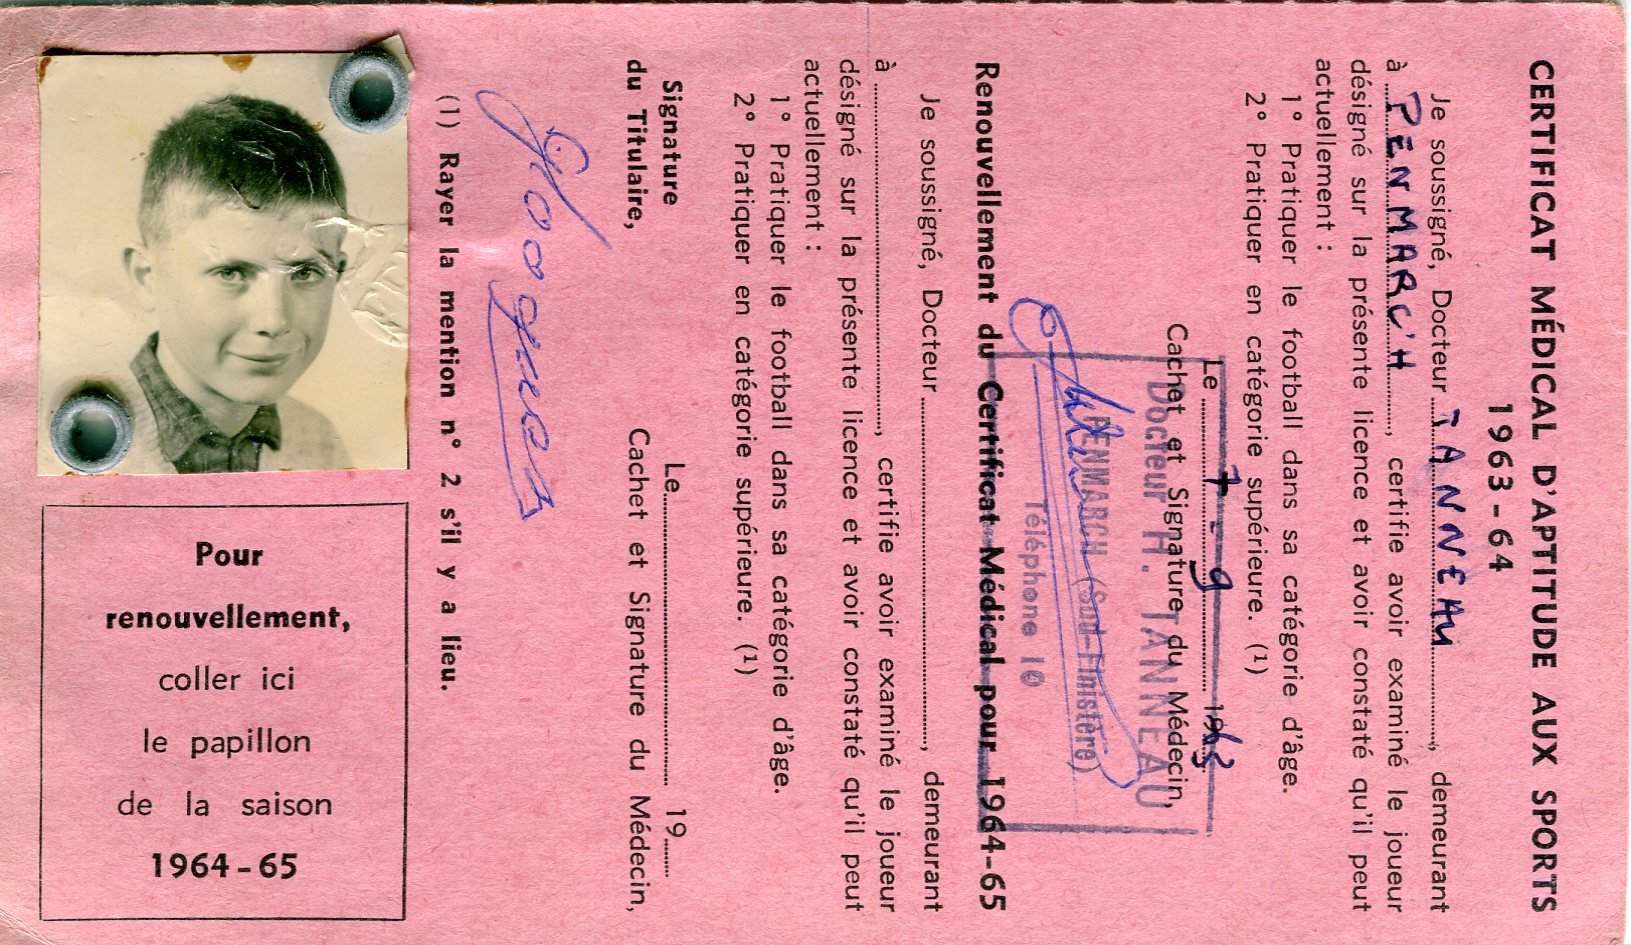 CERTIFICAT MÉDICAL D'APTITUDE AUX SPORTS
1963-64
Je soussigné, Docteur TANNEAU, demeurant
à PENMARC'H, certifie avoir examiné le joueur
désigné sur la présente licence et avoir constaté qu'il peut
actuellement :
1° Pratiquer le football dans sa catégorie d'âge.
2° Pratiquer en catégorie supérieure. (1)
Le 7-9 1963
Cachet et Signature du Médecin,
Docteur H. TANNEAU
PENMARCH (Sud-Finistère)
Téléphone 10
Renouvellement du Certificat Médical pour 1964-65
Je soussigné, Docteur, demeurant
à, certifie avoir examiné le joueur
désigné sur la présente licence et avoir constaté qu'il peut
actuellement :
1° Pratiquer le football dans sa catégorie d'âge.
2° Pratiquer en catégorie supérieure. (1)
Le 19
Signature
du Titulaire,
Cachet et Signature du Médecin,
(1) Rayer la mention n° 2 s'il y a lieu.
Pour
renouvellement,
coller ici
le papillon
de la saison
1964-65